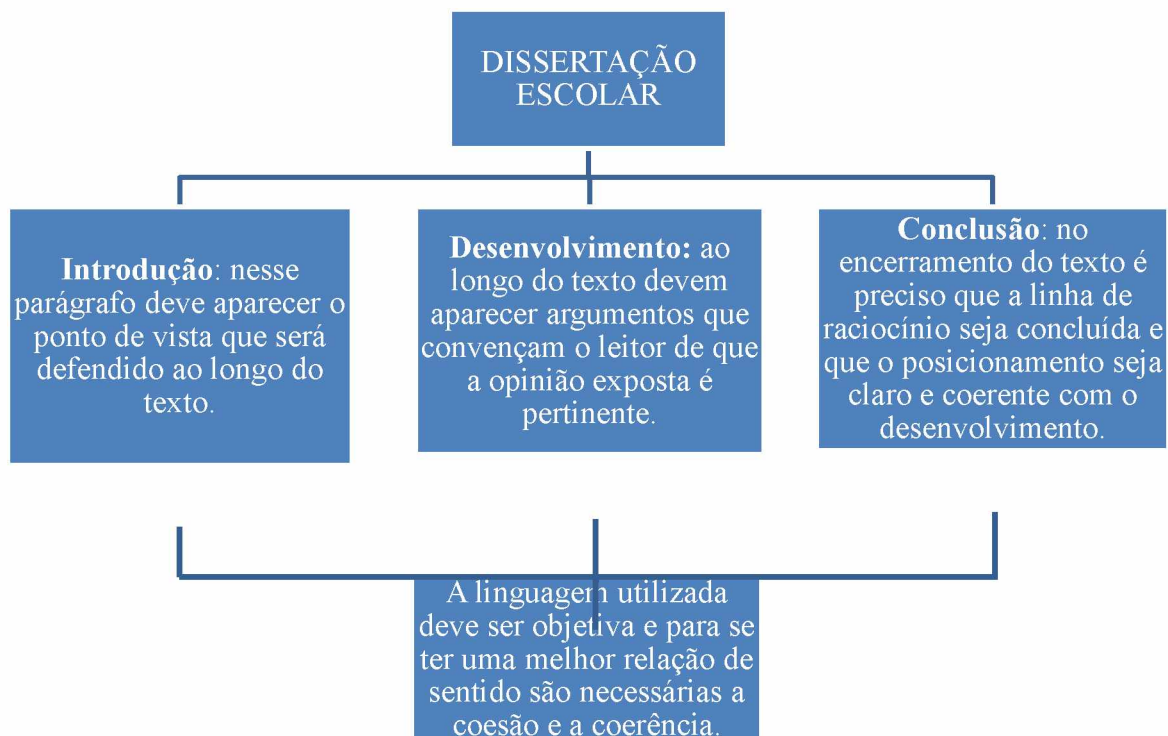 DISSERTAÇÃO
ESCOLAR
Introdução: nesse
parágrafo deve aparecer o
ponto de vista que será
defendido ao longo do
texto.
Desenvolvimento: ao
longo do texto devem
aparecer argumentos que
convençam o leitor de que
a opinião exposta é
pertinente.
Conclusão: no
encerramento do texto é
preciso que a linha de
raciocínio seja concluída e
que o posicionamento seja
claro e coerente com o
desenvolvimento.
A linguagem utilizada
deve ser objetiva e para se
ter uma melhor relação de
sentido são necessárias a
coesão e a coerência.